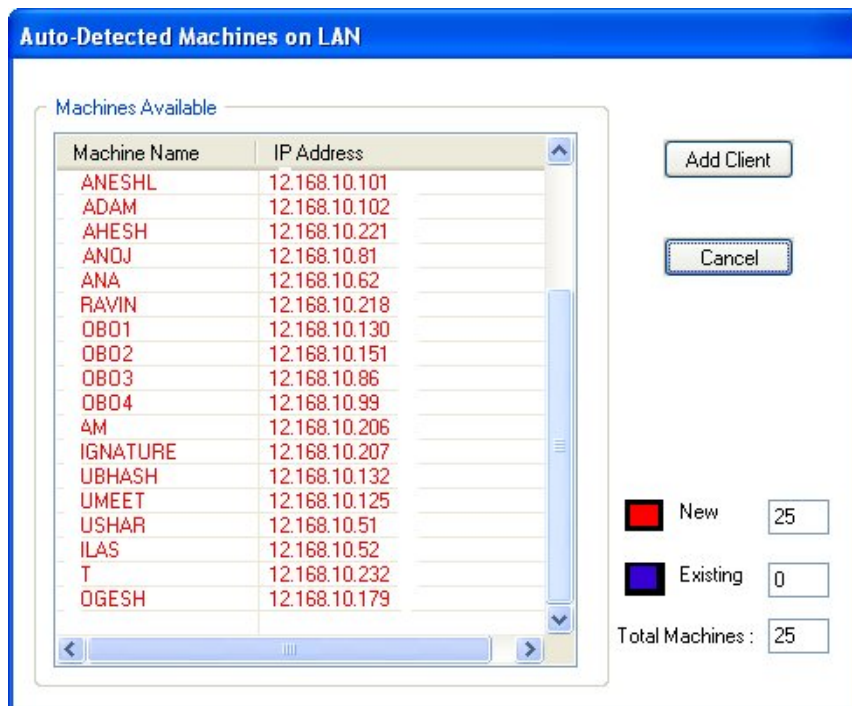 Auto-Detected Machines on LAN
Machines Available
Machine Name IP Address
ANESHL 12.168.10.101
ADAM 12.168.10.102
AHESH 12.168.10.221
ANOJ 12.168.10.81
ANA 12.168.10.62
RAVIN 12.168.10.218
OBO1 12.168.10.130
OBO2 12.168.10.151
OBO3 12.168.10.86
OBO4 12.168.10.99
AM 12.168.10.206
IGNATURE 12.168.10.207
UBHASH 12.168.10.132
UMEET 12.168.10.125
USHAR 12.168.10.51
ILAS 12.168.10.52
T 12.168.10.232
OGESH 12.168.10.179
Add Client
Cancel
New 25
Existing 0
Total Machines : 25